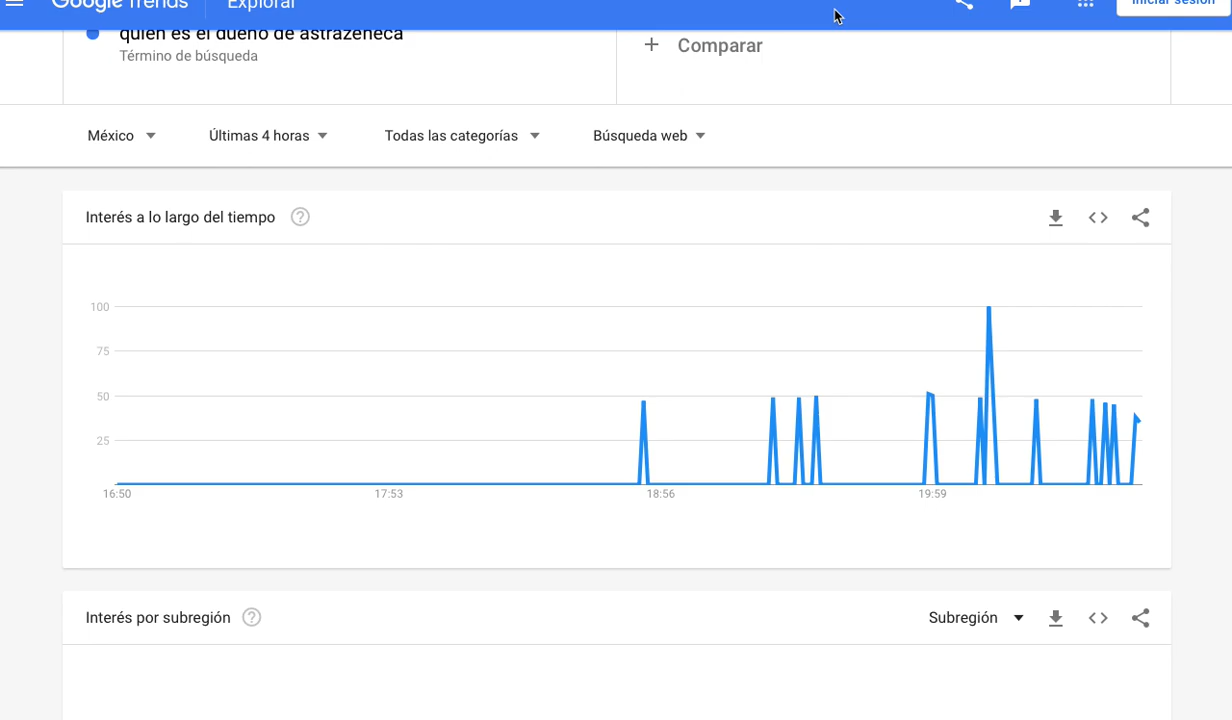 Google Trends
Explorar
Iniciar sesión
quien es el dueño de astrazeneca
Término de búsqueda
+ Comparar
México
Últimas 4 horas
Todas las categorías
Búsqueda web
Interés a lo largo del tiempo
100
75
50
25
16:50
17:53
18:56
19:59
Interés por subregión
Subregión